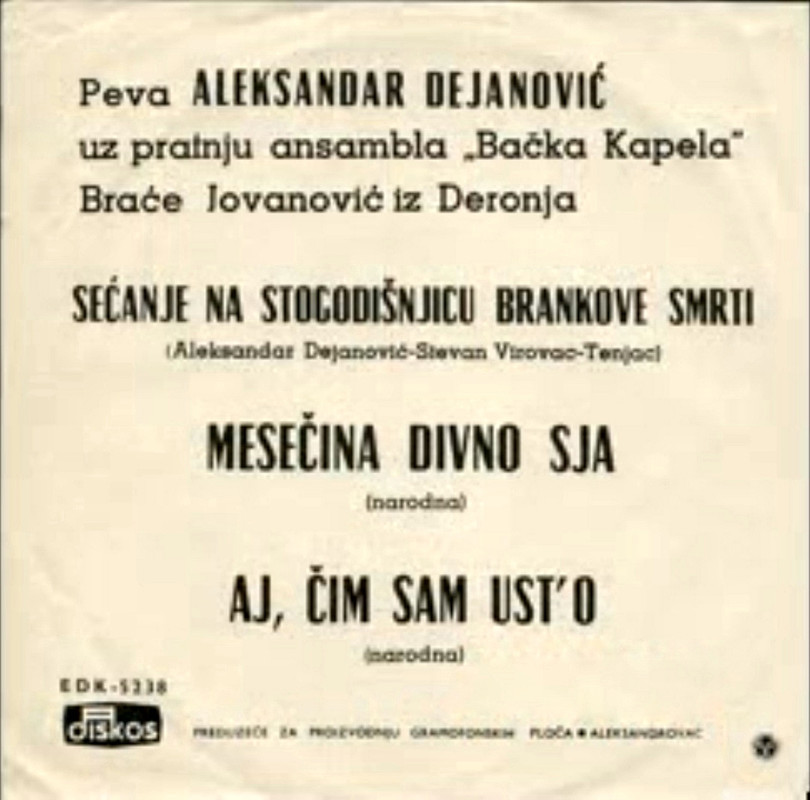 Peva ALEKSANDAR DEJANOVIĆ
uz pratnju ansambla „Bačka Kapela"
Braće Jovanović iz Deronja
SEĆANJE NA STOGODIŠNJICU BRANKOVE SMRTI
(Aleksandar Dejanović-Stevan Virovac-Tenjac)
MESEČINA DIVNO SJA
(narodna)
AJ, ČIM SAM UST'O
(narodna)
EDK-5238
diskos
PREDUZEĆE ZA PROIZVODNJU GRAMOFONSKIH PLOČA ALEKSANDROVAC